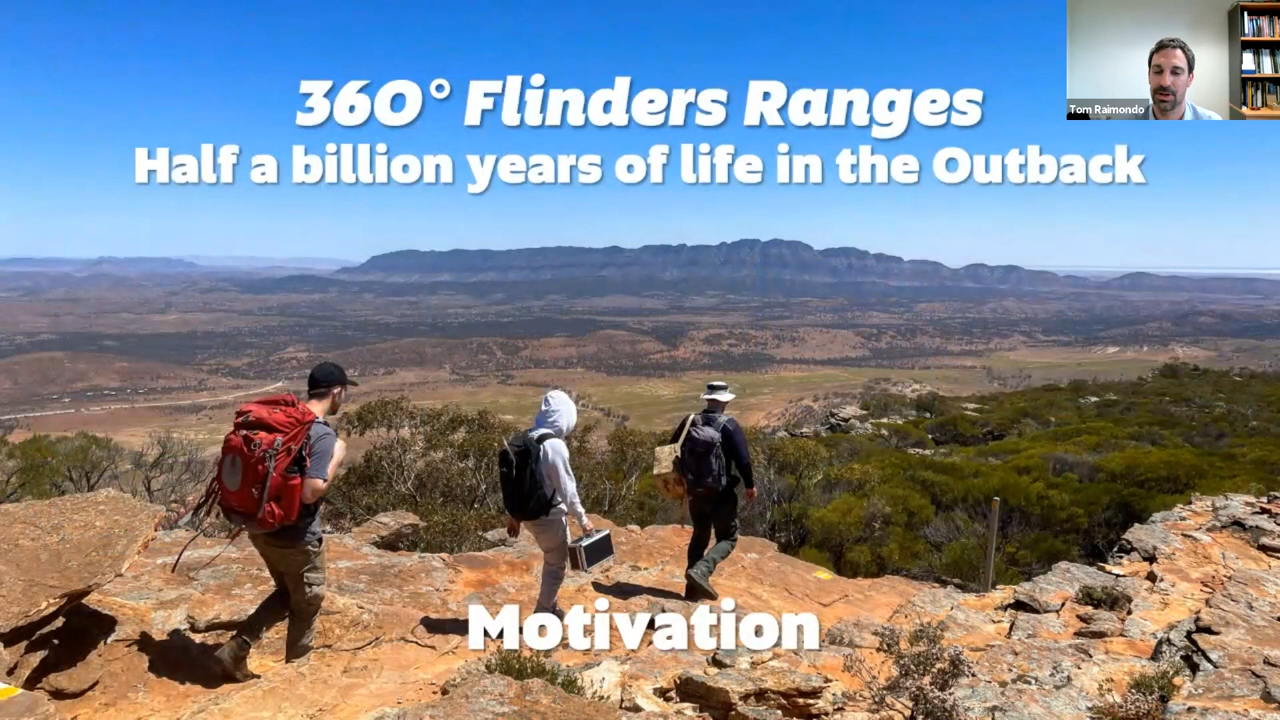 360° Flinders Ranges
Half a billion years of life in the Outback
Tom Raimondo
Motivation